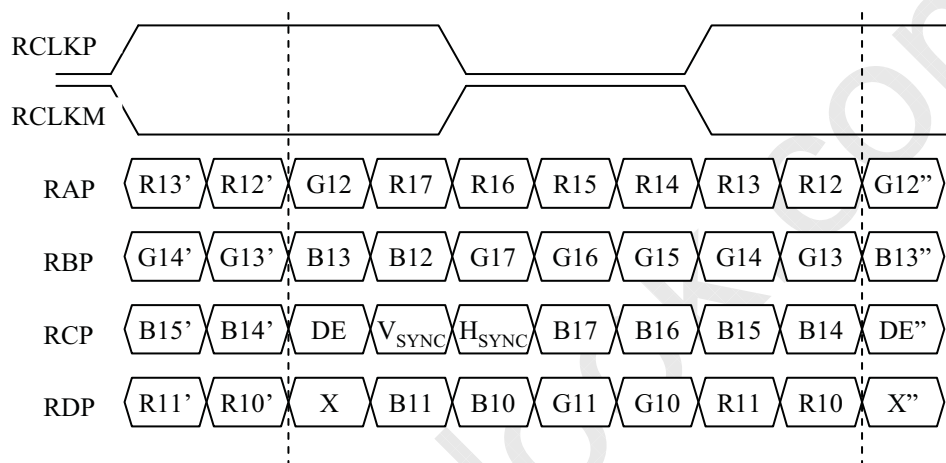 RCLKP
RCLKM
RAP R13’ R12’ G12 R17 R16 R15 R14 R13 R12 G12”
RBP G14’ G13’ B13 B12 G17 G16 G15 G14 G13 B13”
RCP B15’ B14’ DE VSYNC HSYNC B17 B16 B15 B14 DE”
RDP R11’ R10’ X B11 B10 G11 G10 R11 R10 X”